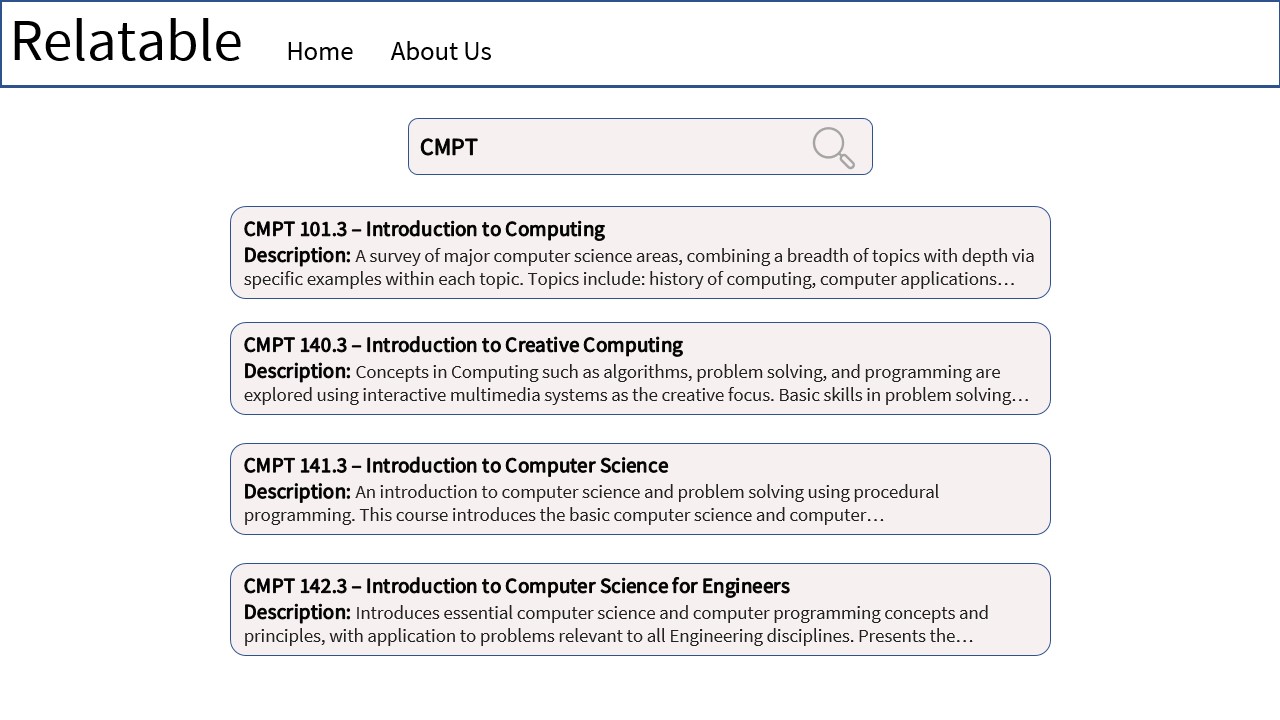 Relatable Home About Us
CMPT
CMPT 101.3 – Introduction to Computing
Description: A survey of major computer science areas, combining a breadth of topics with depth via
specific examples within each topic. Topics include: history of computing, computer applications…
CMPT 140.3 – Introduction to Creative Computing
Description: Concepts in Computing such as algorithms, problem solving, and programming are
explored using interactive multimedia systems as the creative focus. Basic skills in problem solving…
CMPT 141.3 – Introduction to Computer Science
Description: An introduction to computer science and problem solving using procedural
programming. This course introduces the basic computer science and computer…
CMPT 142.3 – Introduction to Computer Science for Engineers
Description: Introduces essential computer science and computer programming concepts and
principles, with application to problems relevant to all Engineering disciplines. Presents the…